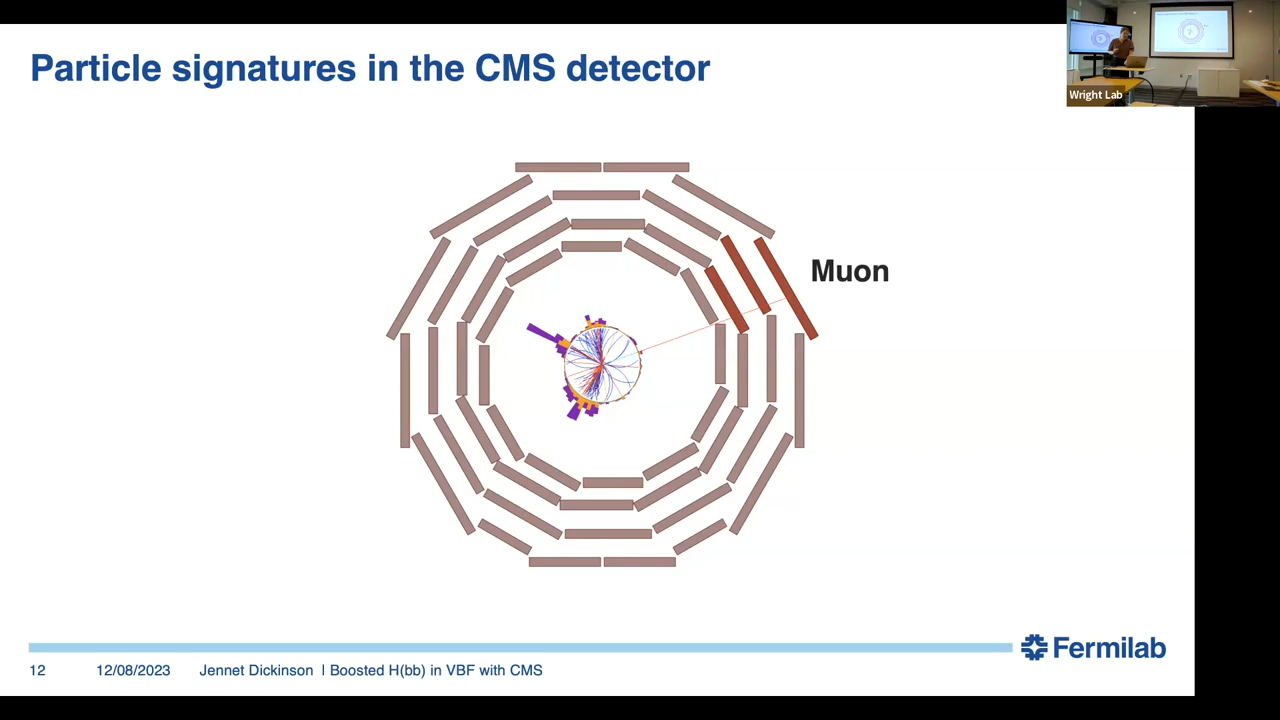 Particle signatures in the CMS detector
Wright Lab
Muon
Fermilab
12 12/08/2023 Jennet Dickinson | Boosted H(bb) in VBF with CMS